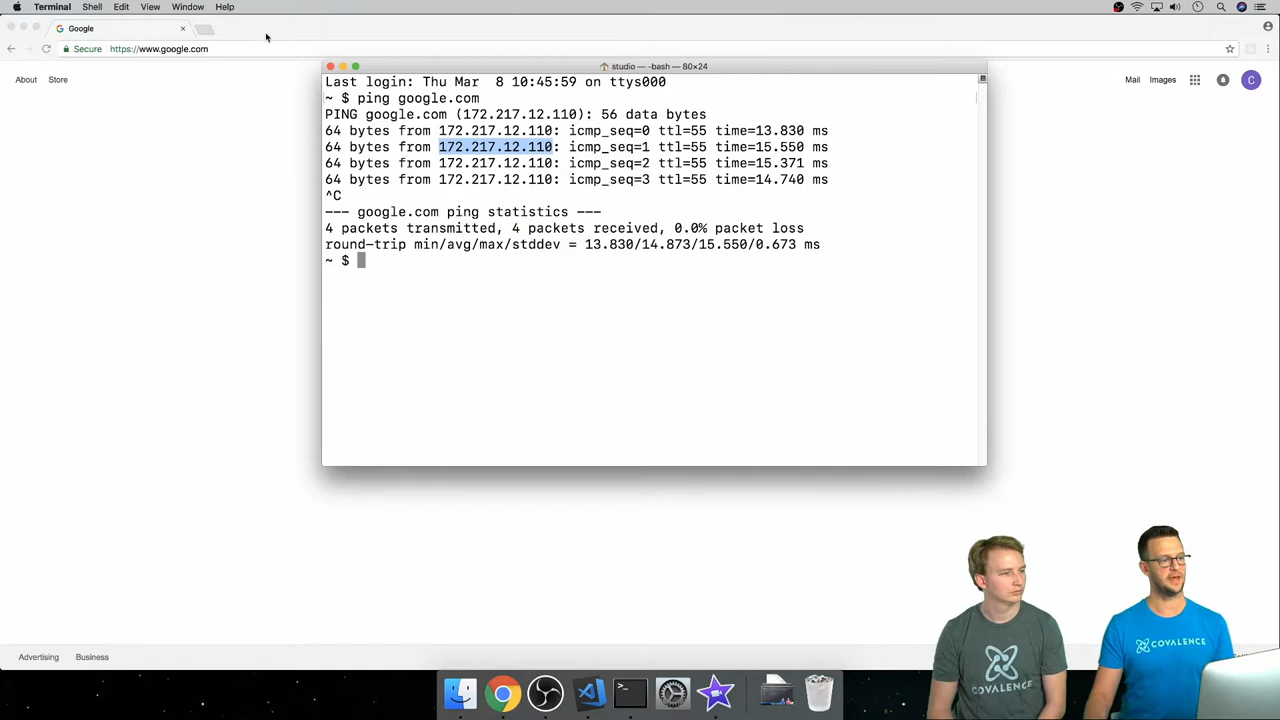 Terminal Shell Edit View Window Help
Google
Secure https://www.google.com
About Store
Mail Images
C
studio — -bash — 80×24
Last login: Thu Mar  8 10:45:59 on ttys000
~ $ ping google.com
PING google.com (172.217.12.110): 56 data bytes
64 bytes from 172.217.12.110: icmp_seq=0 ttl=55 time=13.830 ms
64 bytes from 172.217.12.110: icmp_seq=1 ttl=55 time=15.550 ms
64 bytes from 172.217.12.110: icmp_seq=2 ttl=55 time=15.371 ms
64 bytes from 172.217.12.110: icmp_seq=3 ttl=55 time=14.740 ms
^C
--- google.com ping statistics ---
4 packets transmitted, 4 packets received, 0.0% packet loss
round-trip min/avg/max/stddev = 13.830/14.873/15.550/0.673 ms
~ $
COVALENCE
COVALENCE
Advertising Business